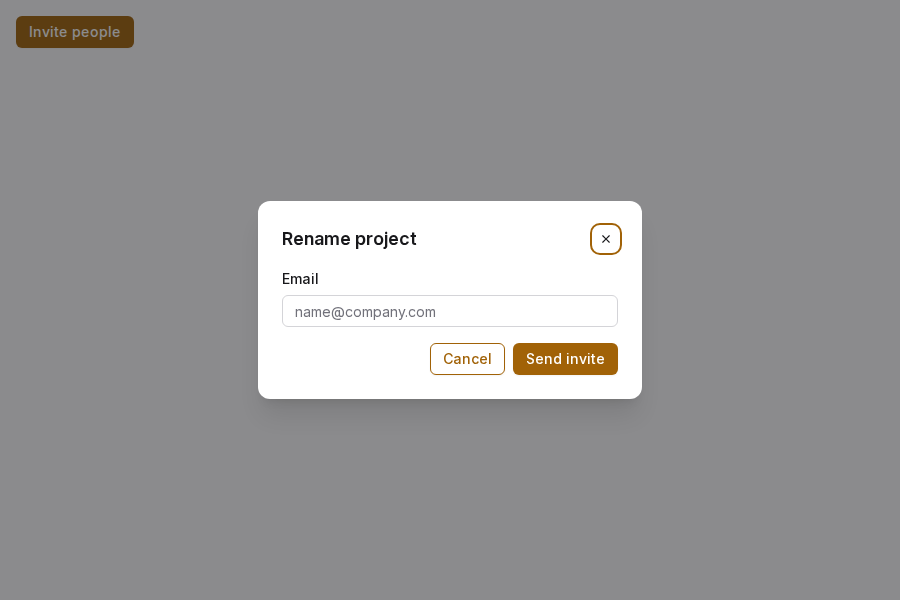 Invite people
Rename project
Email
name@company.com
Cancel
Send invite